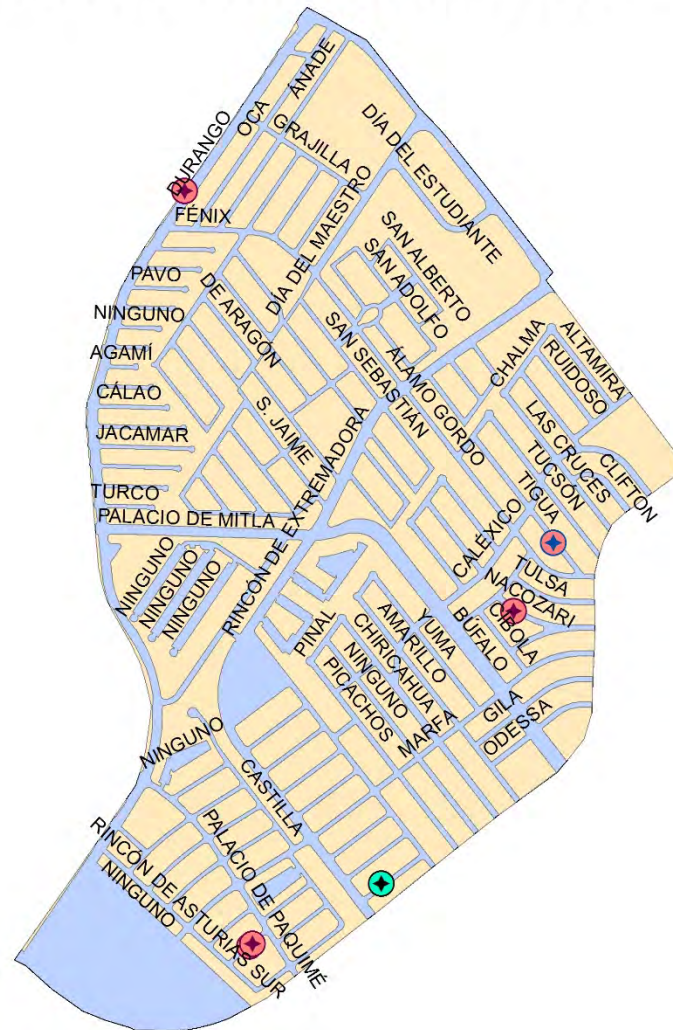 ÁNADE
OCA
DURANGO
GRAJILLA
DÍA DEL ESTUDIANTE
FÉNIX
DÍA DEL MAESTRO
SAN ALBERTO
SAN ADOLFO
PAVO
DE ARAGÓN
NINGUNO
SAN SEBASTIÁN
AGAMÍ
ÁLAMO GORDO
CHALMA
ALTAMIRA
RUIDOSO
CÁLAO
S. JAIME
JACAMAR
LAS CRUCES
TUCSÓN
CLIFTON
TIGUA
TURCO
PALACIO DE MITLA
RINCÓN DE EXTREMADORA
CALÉXICO
NINGUNO
NINGUNO
NINGUNO
TULSA
NACOZARI
CIBOLA
BÚFALO
YUMA
AMARILLO
CHIRICAHUA
NINGUNO
PICACHOS
PINAL
MARFA
GILA
ODESSA
NINGUNO
CASTILLA
PALACIO DE PAQUIMÉ
RINCÓN DE ASTURIAS SUR
NINGUNO